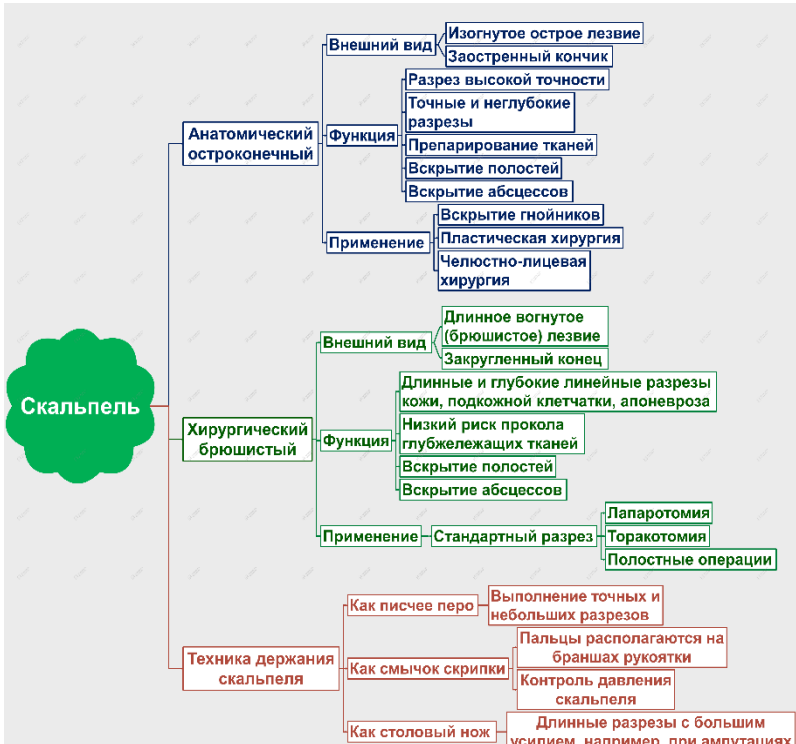 Скальпель
Анатомический
остроконечный
Внешний вид
Изогнутое острое лезвие
Заостренный кончик
Функция
Разрез высокой точности
Точные и неглубокие
разрезы
Препарирование тканей
Вскрытие полостей
Вскрытие абсцессов
Применение
Вскрытие гнойников
Пластическая хирургия
Челюстно-лицевая
хирургия
Хирургический
брюшистый
Внешний вид
Длинное вогнутое
(брюшистое) лезвие
Закругленный конец
Функция
Длинные и глубокие линейные разрезы
кожи, подкожной клетчатки, апоневроза
Низкий риск прокола
глубжележащих тканей
Вскрытие полостей
Вскрытие абсцессов
Применение
Стандартный разрез
Лапаротомия
Торакотомия
Полостные операции
Техника держания
скальпеля
Как писчее перо
Выполнение точных и
небольших разрезов
Как смычок скрипки
Пальцы располагаются на
браншах рукоятки
Контроль давления
скальпеля
Как столовый нож
Длинные разрезы с большим
усилием, например, при ампутациях